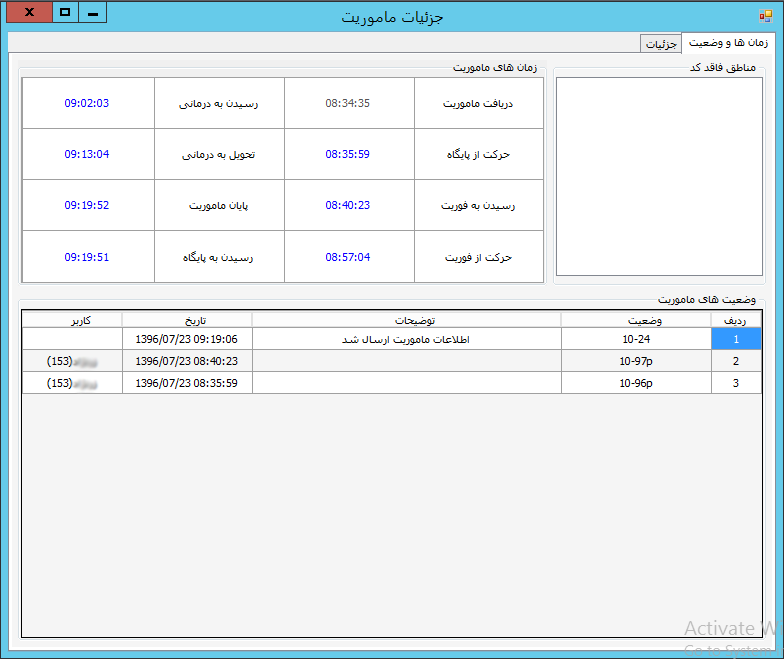 جزئیات ماموریت
زمان ها و وضعیت
جزئیات
مناطق فاقد کد
زمان های ماموریت
دریافت ماموریت 08:34:35 رسیدن به درمانی 09:02:03
حرکت از پایگاه 08:35:59 تحویل به درمانی 09:13:04
رسیدن به فوریت 08:40:23 پایان ماموریت 09:19:52
حرکت از فوریت 08:57:04 رسیدن به پایگاه 09:19:51
وضعیت های ماموریت
ردیف وضعیت توضیحات تاریخ کاربر
1 10-24 اطلاعات ماموریت ارسال شد 1396/07/23 09:19:06
2 10-97p 1396/07/23 08:40:23 (153)
3 10-96p 1396/07/23 08:35:59 (153)
Activate W
Go to System